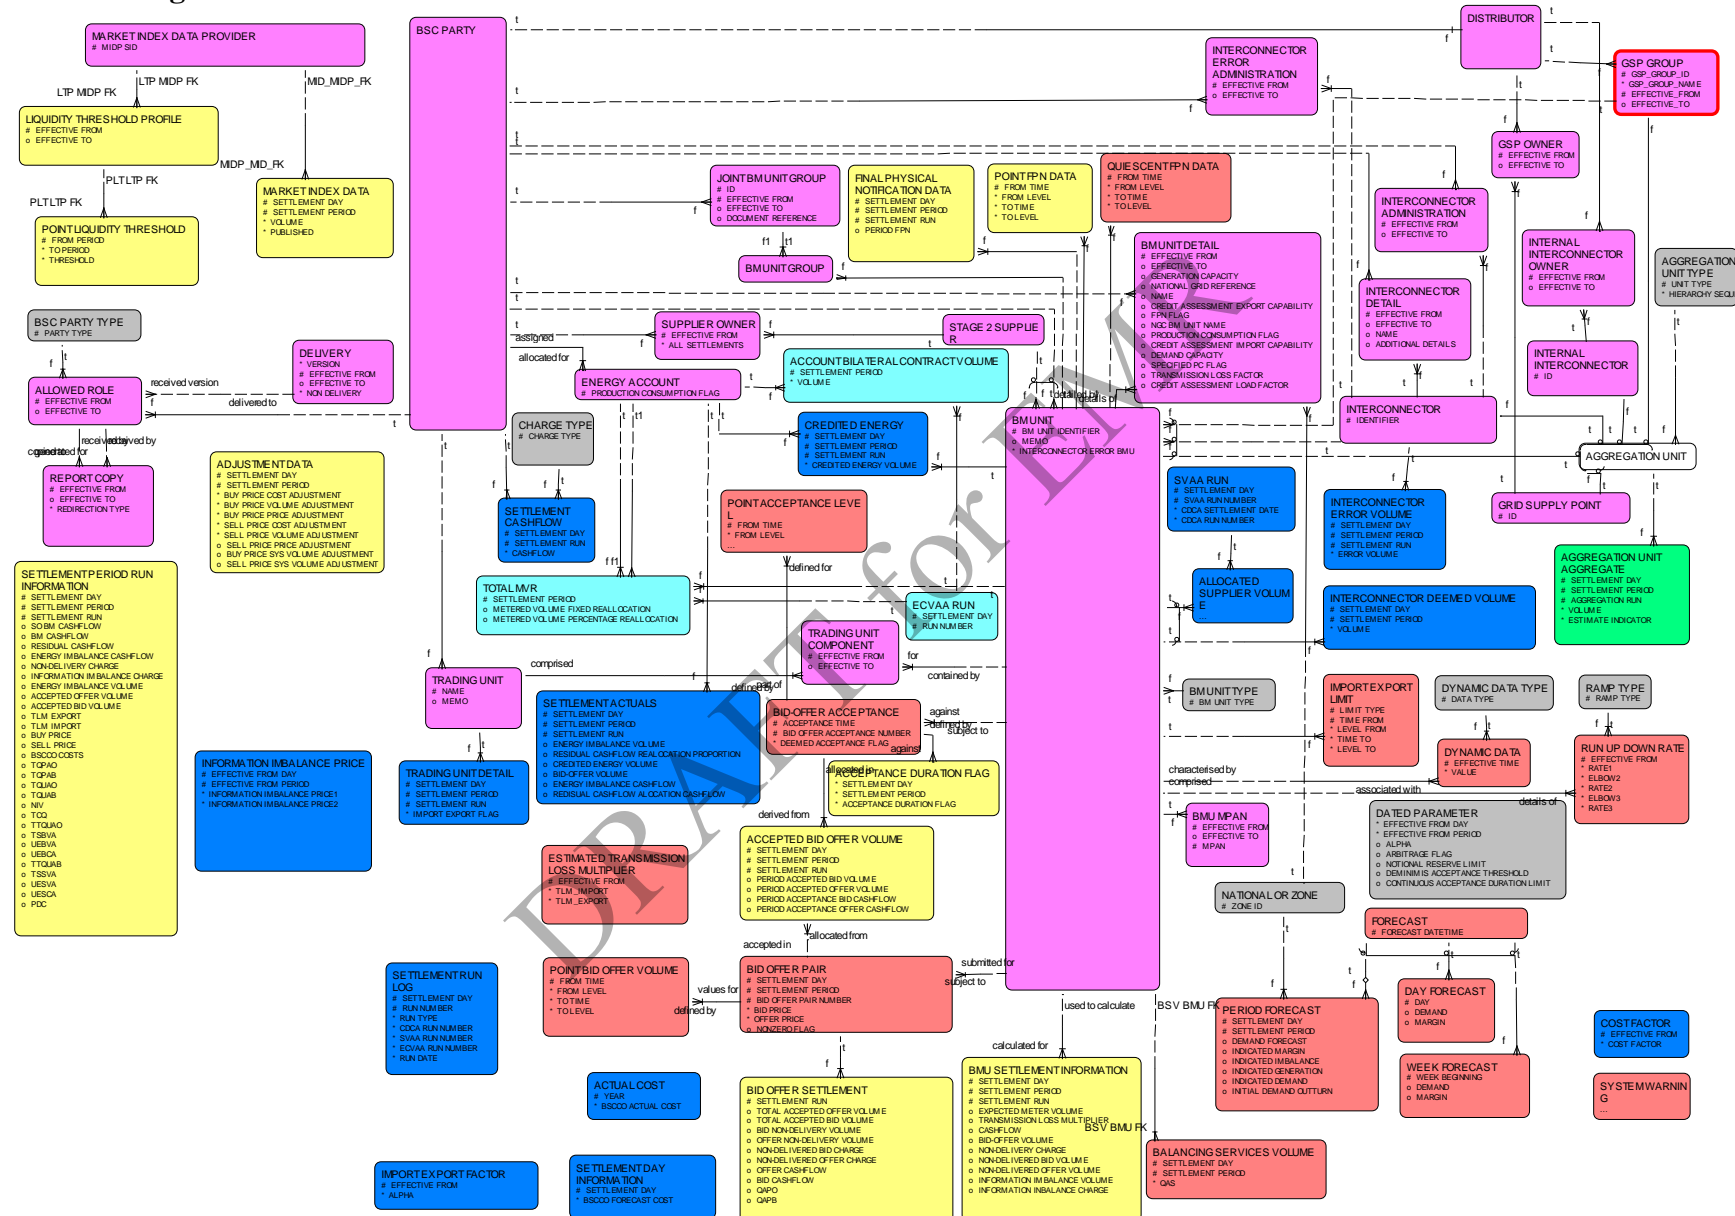 MARKET INDEX DATA PROVIDER
# MIDP SID
LTP MIDP FK
MID_MIDP_FK
LTP MIDP FK
LIQUIDITY THRESHOLD PROFILE
# EFFECTIVE FROM
o EFFECTIVE TO
MIDP_MID_FK
PLT LTP FK
PLT LTP FK
MARKET INDEX DATA
# SETTLEMENT DAY
# SETTLEMENT PERIOD
* VOLUME
* PUBLISHED
POINT LIQUIDITY THRESHOLD
# FROM PERIOD
* TO PERIOD
* THRESHOLD
BSC PARTY TYPE
# PARTY TYPE
DELIVERY
* VERSION
# EFFECTIVE FROM
o EFFECTIVE TO
* NON DELIVERY
ALLOWED ROLE
# EFFECTIVE FROM
o EFFECTIVE TO
received version
delivered to
received by
REPORT COPY
# EFFECTIVE FROM
o EFFECTIVE TO
* REDIRECTION TYPE
ADJUSTMENT DATA
# SETTLEMENT DAY
# SETTLEMENT PERIOD
* BUY PRICE COST ADJUSTMENT
* BUY PRICE VOLUME ADJUSTMENT
* BUY PRICE PRICE ADJUSTMENT
* SELL PRICE COST ADJUSTMENT
* SELL PRICE VOLUME ADJUSTMENT
o SELL PRICE PRICE ADJUSTMENT
o BUY PRICE SYS VOLUME ADJUSTMENT
o SELL PRICE SYS VOLUME ADJUSTMENT
SETTLEMENT PERIOD RUN
INFORMATION
# SETTLEMENT DAY
# SETTLEMENT PERIOD
# SETTLEMENT RUN
o SO BM CASHFLOW
o BM CASHFLOW
o RESIDUAL CASHFLOW
o ENERGY IMBALANCE CASHFLOW
o NON-DELIVERY CHARGE
o INFORMATION IMBALANCE CHARGE
o ENERGY IMBALANCE VOLUME
o ACCEPTED OFFER VOLUME
o ACCEPTED BID VOLUME
o TLM EXPORT
o TLM IMPORT
o BUY PRICE
o SELL PRICE
o BSCCO COSTS
o TQPAO
o TQPAB
o TQUAO
o TQUAB
o NIV
o TCQ
o TTQUAO
o TSBVA
o UEBVA
o UEBCA
o TTQUAB
o TSSVA
o UESVA
o UESCA
o PDC
INFORMATION IMBALANCE PRICE
# EFFECTIVE FROM DAY
# EFFECTIVE FROM PERIOD
* INFORMATION IMBALANCE PRICE1
* INFORMATION IMBALANCE PRICE2
BSC PARTY
JOINT BM UNIT GROUP
# ID
# EFFECTIVE FROM
o EFFECTIVE TO
o DOCUMENT REFERENCE
BM UNIT GROUP
FINAL PHYSICAL
NOTIFICATION DATA
# SETTLEMENT DAY
# SETTLEMENT PERIOD
# SETTLEMENT RUN
o PERIOD FPN
POINT FPN DATA
# FROM TIME
* FROM LEVEL
* TO TIME
* TO LEVEL
QUIESCENT FPN DATA
# FROM TIME
* FROM LEVEL
* TO TIME
* TO LEVEL
INTERCONNECTOR
ERROR
ADMINISTRATION
# EFFECTIVE FROM
o EFFECTIVE TO
DISTRIBUTOR
GSP GROUP
# GSP_GROUP_ID
* GSP_GROUP_NAME
# EFFECTIVE_FROM
o EFFECTIVE_TO
GSP OWNER
# EFFECTIVE FROM
o EFFECTIVE TO
INTERCONNECTOR
ADMINISTRATION
# EFFECTIVE FROM
o EFFECTIVE TO
INTERNAL
INTERCONNECTOR
OWNER
# EFFECTIVE FROM
o EFFECTIVE TO
AGGREGATION
UNIT TYPE
# UNIT TYPE
* HIERARCHY SEQU
BM UNIT DETAIL
# EFFECTIVE FROM
o EFFECTIVE TO
o GENERATION CAPACITY
o NATIONAL GRID REFERENCE
o NAME
o CREDIT ASSESSMENT EXPORT CAPABILITY
o FPN FLAG
o NGC BM UNIT NAME
o PRODUCTION CONSUMPTION FLAG
o CREDIT ASSESSMENT IMPORT CAPABILITY
o DEMAND CAPACITY
o SPECIFIED PC FLAG
o TRANSMISSION LOSS FACTOR
o CREDIT ASSESSMENT LOAD FACTOR
INTERCONNECTOR
DETAIL
# EFFECTIVE FROM
o EFFECTIVE TO
o NAME
o ADDITIONAL DETAILS
INTERNAL
INTERCONNECTOR
# ID
INTERCONNECTOR
# IDENTIFIER
AGGREGATION UNIT
GRID SUPPLY POINT
# ID
assigned
allocated for
SUPPLIER OWNER
# EFFECTIVE FROM
* ALL SETTLEMENTS
STAGE 2 SUPPLIE
R
ENERGY ACCOUNT
# PRODUCTION CONSUMPTION FLAG
ACCOUNT BILATERAL CONTRACT VOLUME
# SETTLEMENT PERIOD
* VOLUME
CHARGE TYPE
# CHARGE TYPE
CREDITED ENERGY
# SETTLEMENT DAY
# SETTLEMENT PERIOD
# SETTLEMENT RUN
* CREDITED ENERGY VOLUME
BM UNIT
# BM UNIT IDENTIFIER
o MEMO
* INTERCONNECTOR ERROR BMU
details of
SETTLEMENT
CASHFLOW
# SETTLEMENT DAY
# SETTLEMENT RUN
* CASHFLOW
POINT ACCEPTANCE LEVE
L
# FROM TIME
* FROM LEVEL
...
defined for
SVAA RUN
# SETTLEMENT DAY
# SVAA RUN NUMBER
* CDCA SETTLEMENT DATE
* CDCA RUN NUMBER
INTERCONNECTOR
ERROR VOLUME
# SETTLEMENT DAY
# SETTLEMENT PERIOD
# SETTLEMENT RUN
* ERROR VOLUME
AGGREGATION UNIT
AGGREGATE
# SETTLEMENT DAY
# SETTLEMENT PERIOD
# AGGREGATION RUN
* VOLUME
* ESTIMATE INDICATOR
TOTAL MVR
# SETTLEMENT PERIOD
o METERED VOLUME FIXED REALLOCATION
o METERED VOLUME PERCENTAGE REALLOCATION
ECVAA RUN
# SETTLEMENT DAY
# RUN NUMBER
ALLOCATED
SUPPLIER VOLUM
E
...
INTERCONNECTOR DEEMED VOLUME
# SETTLEMENT DAY
# SETTLEMENT PERIOD
* VOLUME
TRADING UNIT
COMPONENT
# EFFECTIVE FROM
o EFFECTIVE TO
for
contained by
comprised
part of
TRADING UNIT
# NAME
o MEMO
TRADING UNIT DETAIL
# SETTLEMENT DAY
# SETTLEMENT PERIOD
# SETTLEMENT RUN
* IMPORT EXPORT FLAG
SETTLEMENT ACTUALS
# SETTLEMENT DAY
# SETTLEMENT PERIOD
# SETTLEMENT RUN
o ENERGY IMBALANCE VOLUME
o RESIDUAL CASHFLOW REALOCATION PROPORTION
o CREDITED ENERGY VOLUME
o BID-OFFER VOLUME
o ENERGY IMBALANCE CASHFLOW
o REDISUAL CASHFLOW ALOCATION CASHFLOW
defined by
BID-OFFER ACCEPTANCE
# ACCEPTANCE TIME
# BID OFFER ACCEPTANCE NUMBER
* DEEMED ACCEPTANCE FLAG
against
defined by
subject to
against
allocated in
ACCEPTANCE DURATION FLAG
* SETTLEMENT DAY
* SETTLEMENT PERIOD
* ACCEPTANCE DURATION FLAG
derived from
BM UNIT TYPE
# BM UNIT TYPE
IMPORT EXPORT
LIMIT
# LIMIT TYPE
# TIME FROM
* LEVEL FROM
* TIME TO
* LEVEL TO
DYNAMIC DATA TYPE
# DATA TYPE
RAMP TYPE
# RAMP TYPE
DYNAMIC DATA
# EFFECTIVE TIME
* VALUE
RUN UP DOWN RATE
# EFFECTIVE FROM
* RATE1
* ELBOW2
* RATE2
* ELBOW3
* RATE3
characterised by
comprised
associated with
details of
BMU MPAN
# EFFECTIVE FROM
o EFFECTIVE TO
# MPAN
DATED PARAMETER
* EFFECTIVE FROM DAY
* EFFECTIVE FROM PERIOD
o ALPHA
o ARBITRAGE FLAG
o NOTIONAL RESERVE LIMIT
o DEMINIMIS ACCEPTANCE THRESHOLD
o CONTINUOUS ACCEPTANCE DURATION LIMIT
ACCEPTED BID OFFER VOLUME
# SETTLEMENT DAY
# SETTLEMENT PERIOD
# SETTLEMENT RUN
o PERIOD ACCEPTED BID VOLUME
o PERIOD ACCEPTED OFFER VOLUME
o PERIOD ACCEPTANCE BID CASHFLOW
o PERIOD ACCEPTANCE OFFER CASHFLOW
ESTIMATED TRANSMISSION
LOSS MULTIPLIER
# EFFECTIVE FROM
* TLM_IMPORT
* TLM_EXPORT
NATIONAL OR ZONE
# ZONE ID
FORECAST
# FORECAST DATETIME
allocated from
accepted in
SETTLEMENT RUN
LOG
# SETTLEMENT DAY
# RUN NUMBER
* RUN TYPE
* CDCA RUN NUMBER
* SVAA RUN NUMBER
* ECVAA RUN NUMBER
* RUN DATE
POINT BID OFFER VOLUME
# FROM TIME
* FROM LEVEL
* TO TIME
* TO LEVEL
values for
defined by
BID OFFER PAIR
# SETTLEMENT DAY
# SETTLEMENT PERIOD
# BID OFFER PAIR NUMBER
* BID PRICE
* OFFER PRICE
o NONZERO FLAG
submitted for
subject to
used to calculate
calculated for
BSV BMU FK
PERIOD FORECAST
# SETTLEMENT DAY
# SETTLEMENT PERIOD
o DEMAND FORECAST
o INDICATED MARGIN
o INDICATED IMBALANCE
o INDICATED GENERATION
o INDICATED DEMAND
o INITIAL DEMAND OUTTURN
DAY FORECAST
# DAY
o DEMAND
o MARGIN
WEEK FORECAST
# WEEK BEGINNING
o DEMAND
o MARGIN
COST FACTOR
# EFFECTIVE FROM
* COST FACTOR
SYSTEM WARNIN
G
...
ACTUAL COST
# YEAR
* BSCCO ACTUAL COST
BID OFFER SETTLEMENT
# SETTLEMENT RUN
o TOTAL ACCEPTED OFFER VOLUME
o TOTAL ACCEPTED BID VOLUME
o BID NON-DELIVERY VOLUME
o OFFER NON-DELIVERY VOLUME
o NON-DELIVERED BID CHARGE
o NON-DELIVERED OFFER CHARGE
o OFFER CASHFLOW
o BID CASHFLOW
o QAPO
o QAPB
BMU SETTLEMENT INFORMATION
# SETTLEMENT DAY
# SETTLEMENT PERIOD
# SETTLEMENT RUN
o EXPECTED METER VOLUME
o TRANSMISSION LOSS MULTIPLIER
o CASHFLOW
o BID-OFFER VOLUME
o NON-DELIVERY CHARGE
o NON-DELIVERED BID VOLUME
o NON-DELIVERED OFFER VOLUME
o INFORMATION IMBALANCE VOLUME
o INFORMATION INBALANCE CHARGE
BSV BMU FK
BALANCING SERVICES VOLUME
# SETTLEMENT DAY
# SETTLEMENT PERIOD
* QAS
IMPORT EXPORT FACTOR
# EFFECTIVE FROM
* ALPHA
SETTLEMENT DAY
INFORMATION
# SETTLEMENT DAY
* BSCCO FORECAST COST
DRAFT for EMR